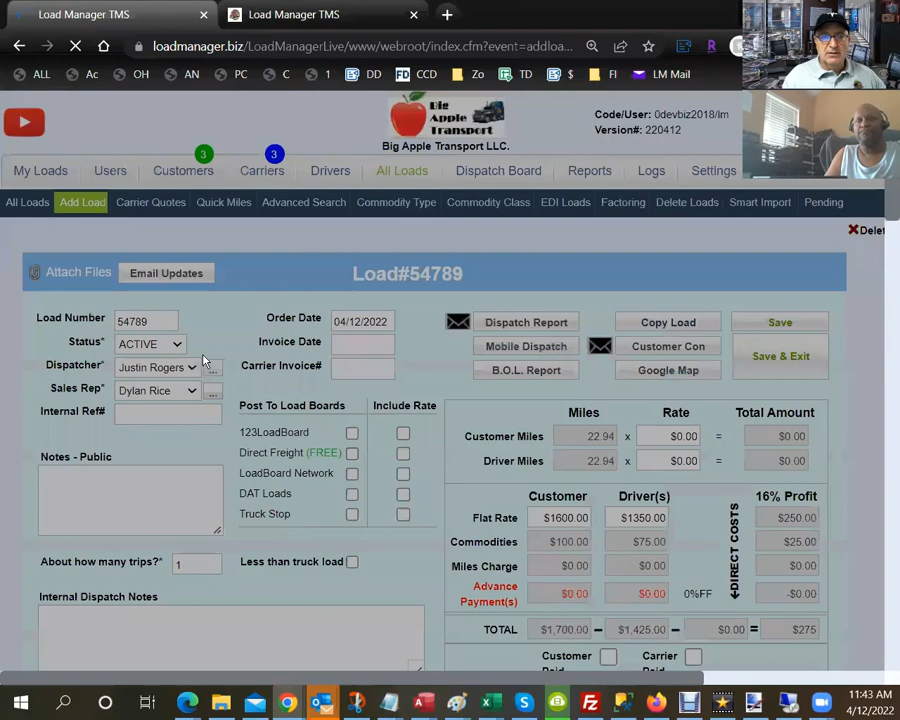 Load Manager TMS
Load Manager TMS
loadmanager.biz/LoadManagerLive/www/webroot/index.cfm?event=addloa...
ALL Ac OH AN PC C 1 DD CCD Zo TD $ FI LM Mail
Big Apple Transport
Big Apple Transport LLC.
Code/User: 0devbiz2018/lm
Version#: 220412
3
3
My Loads Users Customers Carriers Drivers All Loads Dispatch Board Reports Logs Settings
All Loads Add Load Carrier Quotes Quick Miles Advanced Search Commodity Type Commodity Class EDI Loads Factoring Delete Loads Smart Import Pending
Delet
Attach Files Email Updates Load#54789
Load Number 54789 Order Date 04/12/2022 Dispatch Report Copy Load Save
Status* ACTIVE Invoice Date Mobile Dispatch Customer Con Save & Exit
Dispatcher* Justin Rogers ... Carrier Invoice# B.O.L. Report Google Map
Sales Rep* Dylan Rice ...
Internal Ref# Post To Load Boards Include Rate Miles Rate Total Amount
123LoadBoard Customer Miles 22.94 x $0.00 = $0.00
Direct Freight (FREE) Driver Miles 22.94 x $0.00 = $0.00
Notes - Public LoadBoard Network
DAT Loads Customer Driver(s) 16% Profit
Truck Stop Flat Rate $1600.00 $1350.00 $250.00
Commodities $100.00 $75.00 $25.00
About how many trips?* 1 Less than truck load Miles Charge $0.00 $0.00 $0.00
Advance Payment(s) $0.00 $0.00 0%FF -$0.00
DIRECT COSTS
Internal Dispatch Notes TOTAL $1,700.00 – $1,425.00 – $0.00 = $275
Customer Carrier
11:43 AM
4/12/2022